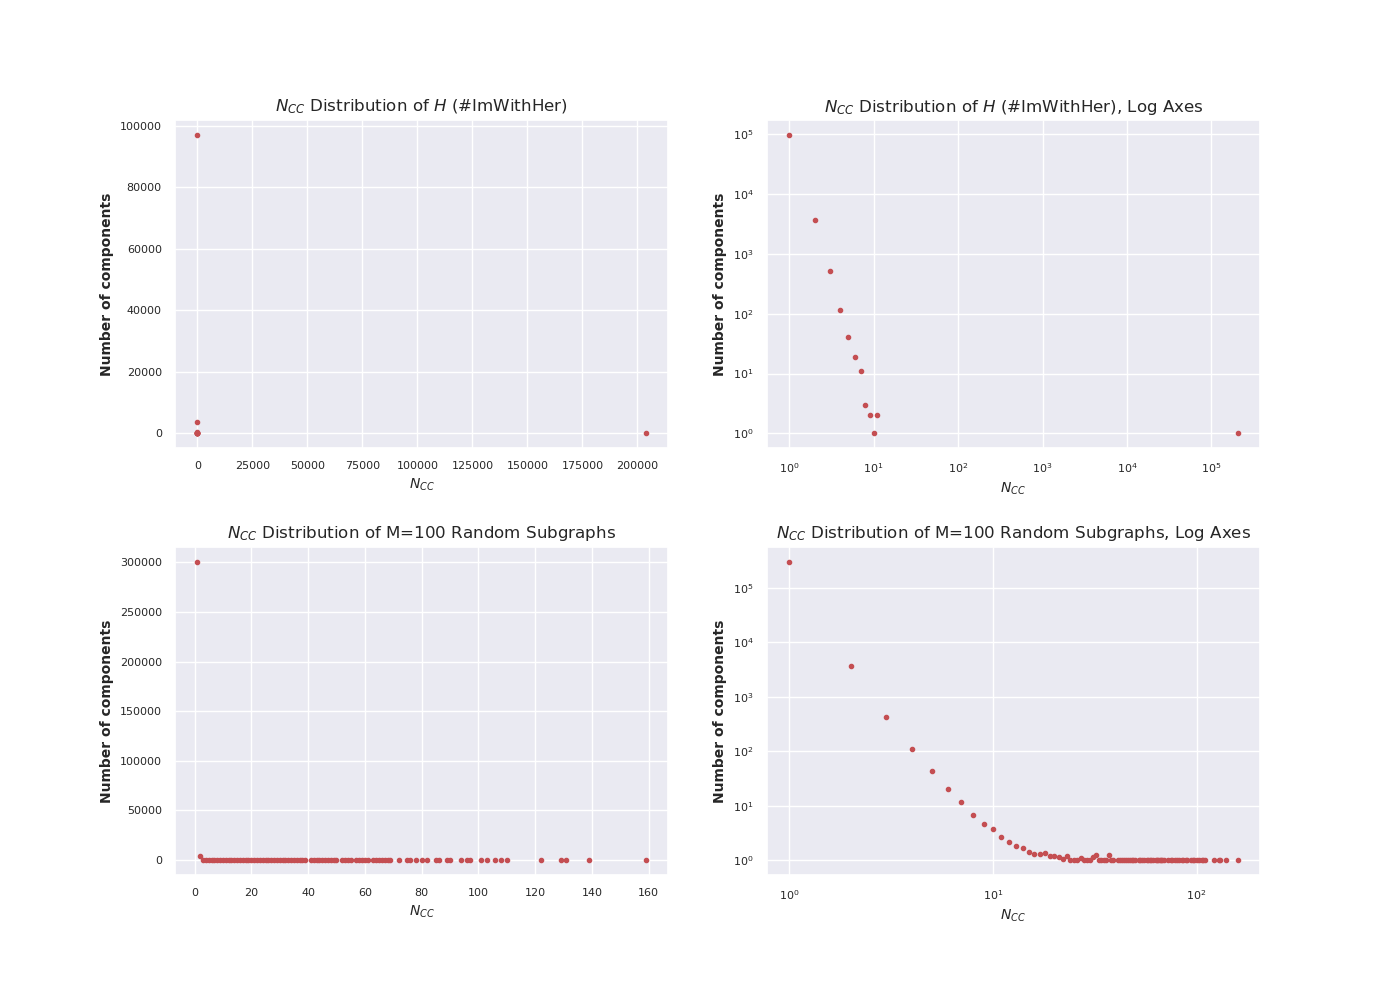 N_CC Distribution of H (#ImWithHer)
Number of components
100000
80000
60000
40000
20000
0
0 25000 50000 75000 100000 125000 150000 175000 200000
N_CC
N_CC Distribution of H (#ImWithHer), Log Axes
Number of components
10^5
10^4
10^3
10^2
10^1
10^0
10^0 10^1 10^2 10^3 10^4 10^5
N_CC
N_CC Distribution of M=100 Random Subgraphs
Number of components
300000
250000
200000
150000
100000
50000
0
0 20 40 60 80 100 120 140 160
N_CC
N_CC Distribution of M=100 Random Subgraphs, Log Axes
Number of components
10^5
10^4
10^3
10^2
10^1
10^0
10^0 10^1 10^2
N_CC